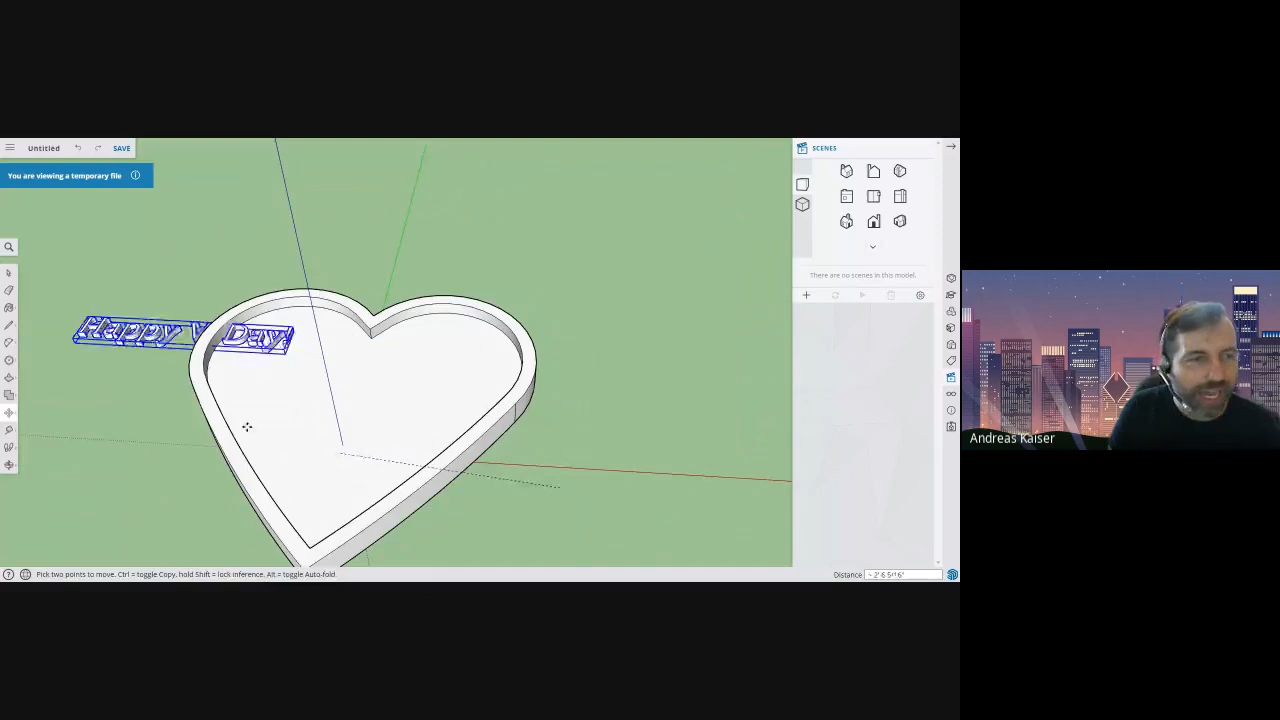 Untitled
SAVE
SCENES
You are viewing a temporary file
There are no scenes in this model.
Happy V Day
Andreas Kaiser
Pick two points to move. Ctrl = toggle Copy, hold Shift = lock inference, Alt = toggle Auto-fold.
Distance